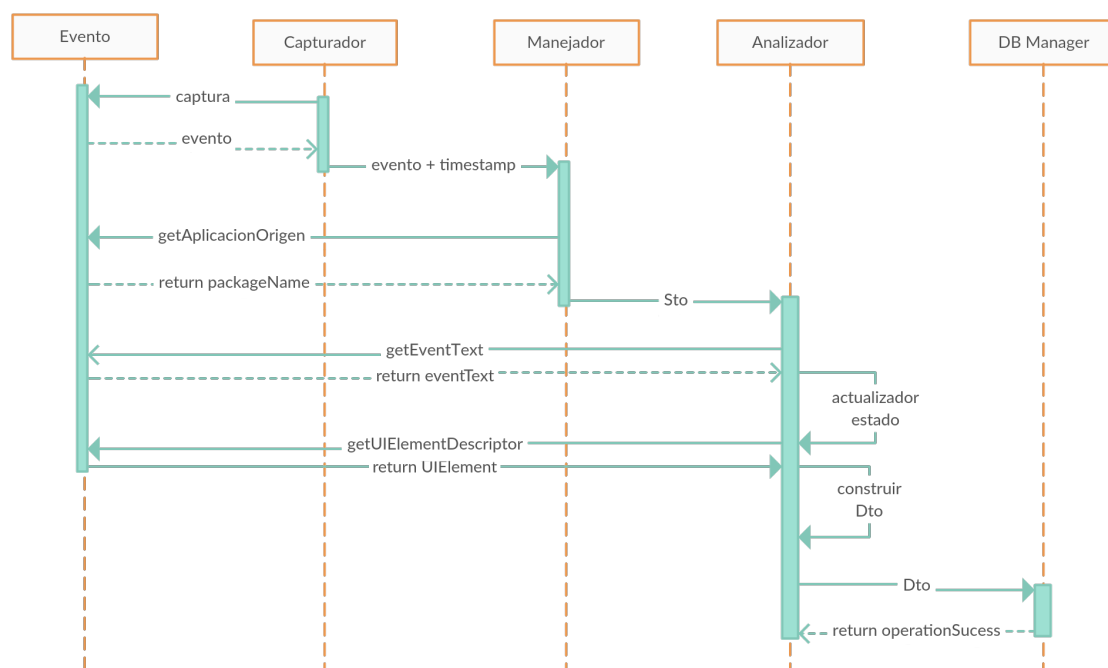 Evento
Capturador
Manejador
Analizador
DB Manager
captura
evento
evento + timestamp
getAplicacionOrigen
return packageName
Sto
getEventText
return eventText
actualizador
estado
getUIElementDescriptor
return UIElement
construir
Dto
Dto
return operationSucess